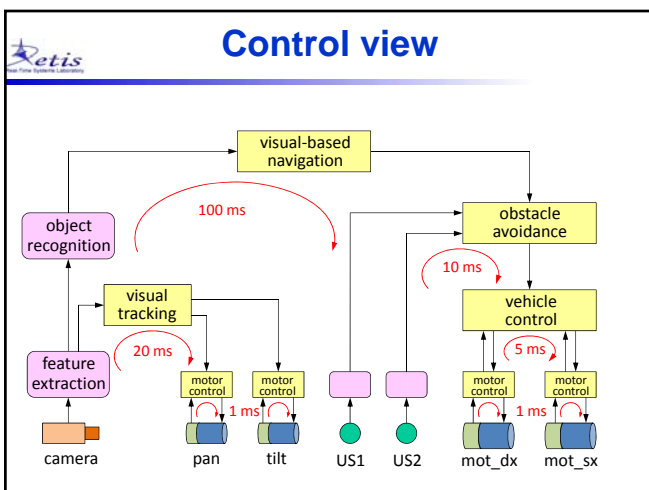 Control view
Retis
Real-Time Systems Laboratory
visual-based
navigation
100 ms
object
recognition
obstacle
avoidance
10 ms
visual
tracking
vehicle
control
20 ms
5 ms
feature
extraction
motor
control
motor
control
motor
control
motor
control
1 ms
1 ms
camera
pan
tilt
US1
US2
mot_dx
mot_sx